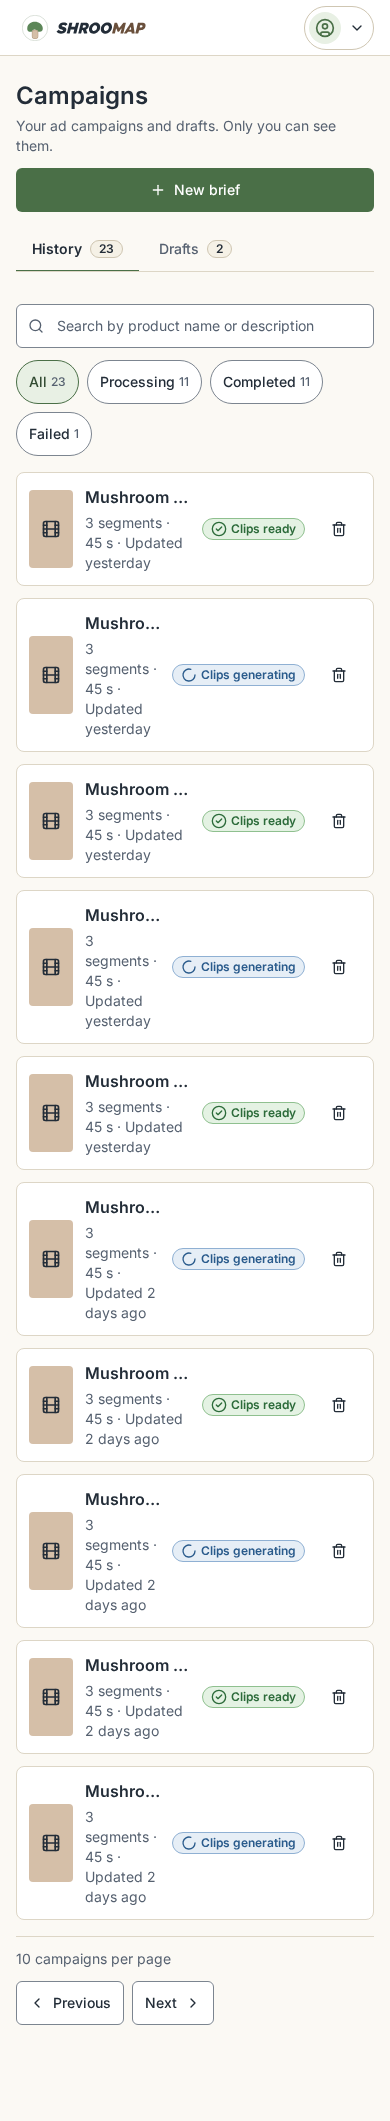 SHROOMAP
Campaigns
Your ad campaigns and drafts. Only you can see
them.
New brief
History 23 Drafts 2
Search by product name or description
All 23 Processing 11 Completed 11
Failed 1
Mushroom ...
3 segments ·
45 s · Updated
yesterday
Clips ready
Mushro...
3
segments ·
45 s ·
Updated
yesterday
Clips generating
Mushroom ...
3 segments ·
45 s · Updated
yesterday
Clips ready
Mushro...
3
segments ·
45 s ·
Updated
yesterday
Clips generating
Mushroom ...
3 segments ·
45 s · Updated
yesterday
Clips ready
Mushro...
3
segments ·
45 s ·
Updated 2
days ago
Clips generating
Mushroom ...
3 segments ·
45 s · Updated
2 days ago
Clips ready
Mushro...
3
segments ·
45 s ·
Updated 2
days ago
Clips generating
Mushroom ...
3 segments ·
45 s · Updated
2 days ago
Clips ready
Mushro...
3
segments ·
45 s ·
Updated 2
days ago
Clips generating
10 campaigns per page
Previous Next